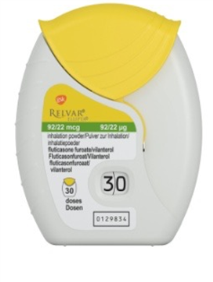 gsk
RELVAR
92/22 mcg 92/22 µg
inhalation powder/Pulver zur Inhalation/
inhalatiepoeder
fluticasone furoate/vilanterol
Fluticasonfuroat/Vilanterol
fluticasonfuroaat/
vilanterol
30
doses
Dosen
30
0129834